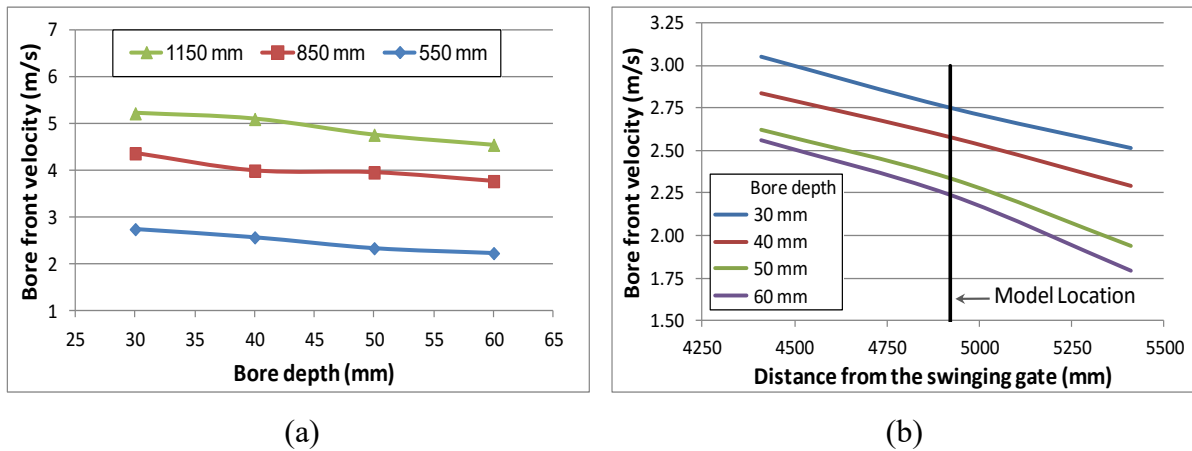 7
6
5
4
3
2
1
Bore front velocity (m/s)
1150 mm 850 mm 550 mm
25 30 35 40 45 50 55 60 65
Bore depth (mm)
(a)
3.25
3.00
2.75
2.50
2.25
2.00
1.75
1.50
Bore front velocity (m/s)
Bore depth
30 mm
40 mm
50 mm
60 mm
Model Location
4250 4500 4750 5000 5250 5500
Distance from the swinging gate (mm)
(b)